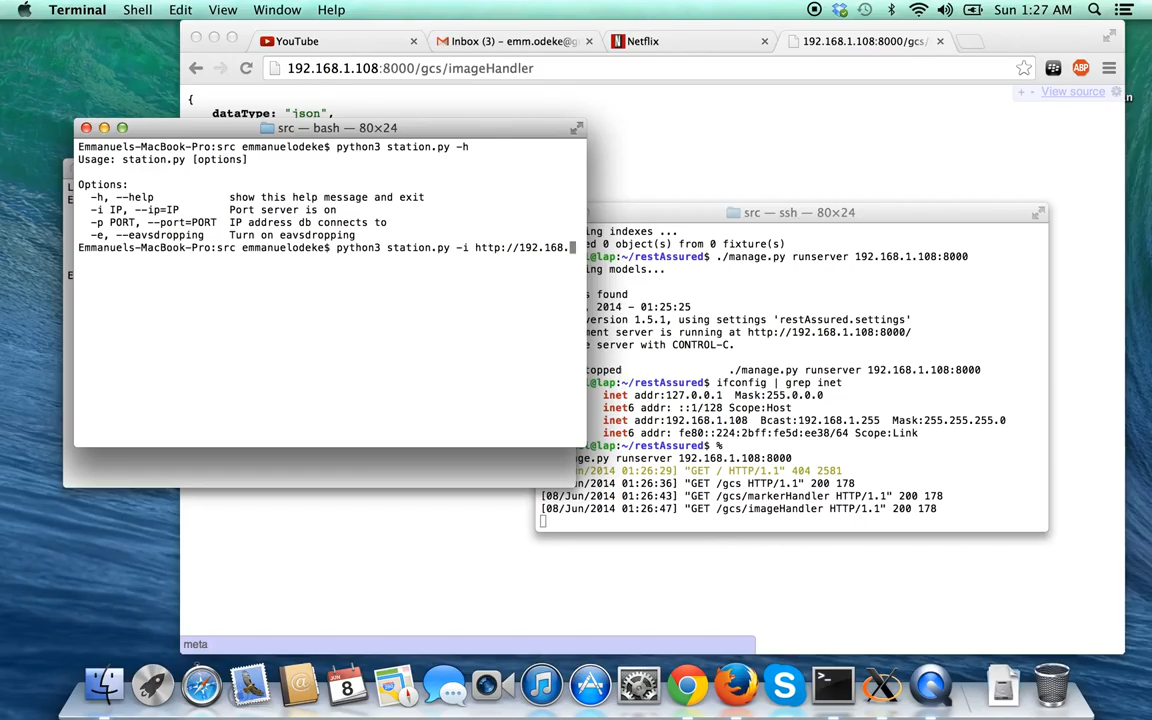 Terminal Shell Edit View Window Help Sun 1:27 AM
YouTube
Inbox (3) – emm.odeke@g
Netflix
192.168.1.108:8000/gcs/
192.168.1.108:8000/gcs/imageHandler
View source
{
dataType: "json",
src — bash — 80×24
Emmanuels-MacBook-Pro:src emmanuelodeke$ python3 station.py -h
Usage: station.py [options]
Options:
-h, --help show this help message and exit
-i IP, --ip=IP Port server is on
-p PORT, --port=PORT IP address db connects to
-e, --eavsdropping Turn on eavsdropping
Emmanuels-MacBook-Pro:src emmanuelodeke$ python3 station.py -i http://192.168.
src — ssh — 80×24
ing indexes ...
ed 0 object(s) from 0 fixture(s)
l@lap:~/restAssured$ ./manage.py runserver 192.168.1.108:8000
ing models...
s found
, 2014 - 01:25:25
version 1.5.1, using settings 'restAssured.settings'
ment server is running at http://192.168.1.108:8000/
e server with CONTROL-C.
topped ./manage.py runserver 192.168.1.108:8000
l@lap:~/restAssured$ ifconfig | grep inet
inet addr:127.0.0.1 Mask:255.0.0.0
inet6 addr: ::1/128 Scope:Host
inet addr:192.168.1.108 Bcast:192.168.1.255 Mask:255.255.255.0
inet6 addr: fe80::224:2bff:fe5d:ee38/64 Scope:Link
l@lap:~/restAssured$ %
age.py runserver 192.168.1.108:8000
un/2014 01:26:29] "GET / HTTP/1.1" 404 2581
un/2014 01:26:36] "GET /gcs HTTP/1.1" 200 178
[08/Jun/2014 01:26:43] "GET /gcs/markerHandler HTTP/1.1" 200 178
[08/Jun/2014 01:26:47] "GET /gcs/imageHandler HTTP/1.1" 200 178
meta
JUN
8